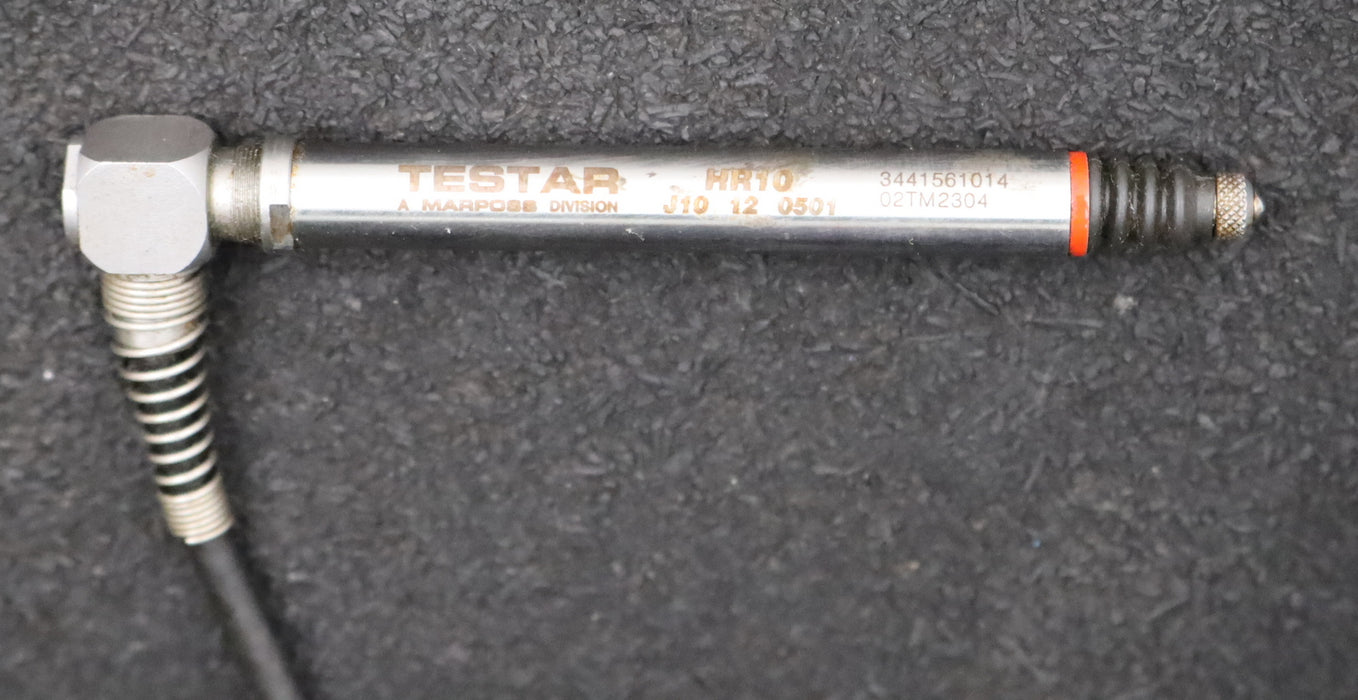 TESTAR
A MARPOSS DIVISION
HR10
J10 12 0501
3441561014
02TM2304